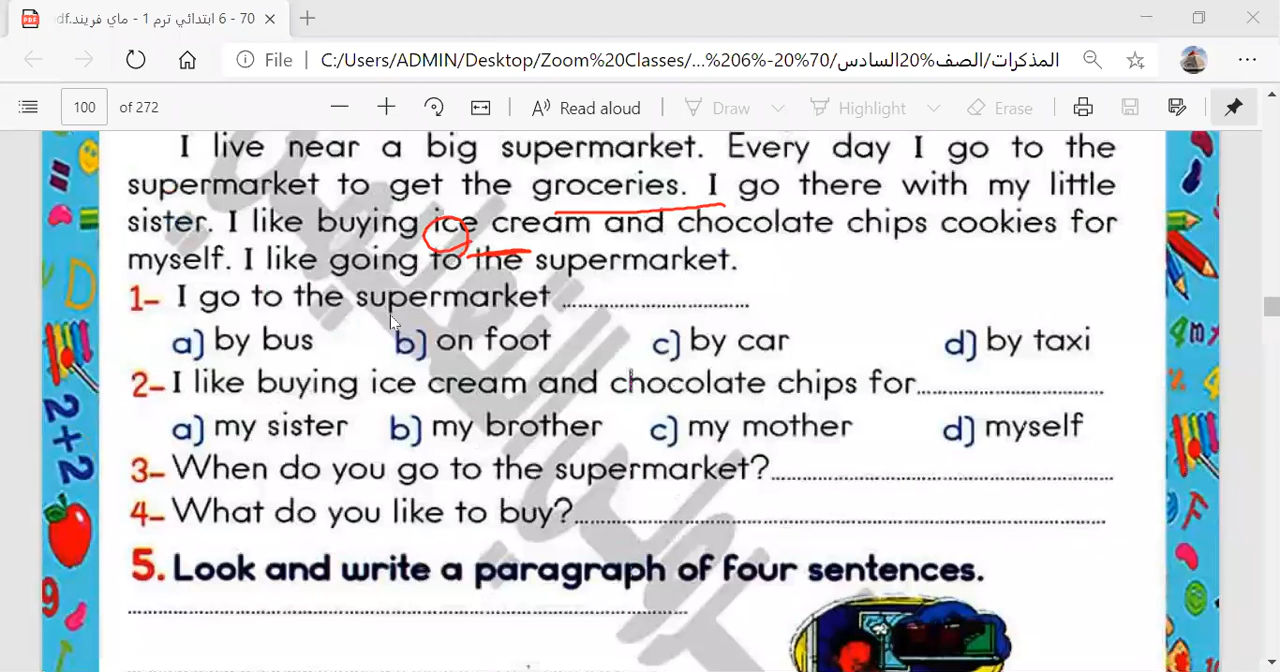 70 - 6 ابتدائي ترم 1 - ماي فريند.df
File C:/Users/ADMIN/Desktop/Zoom%20Classes/المذكرات/الصف%20السادس/70%20-%206%20...
100 of 272 Read aloud Draw Highlight Erase
I live near a big supermarket. Every day I go to the
supermarket to get the groceries. I go there with my little
sister. I like buying ice cream and chocolate chips cookies for
myself. I like going to the supermarket.
1- I go to the supermarket ..............................
a) by bus b) on foot c) by car d) by taxi
2- I like buying ice cream and chocolate chips for..............................
a) my sister b) my brother c) my mother d) myself
3- When do you go to the supermarket?..............................
4- What do you like to buy?..............................
5. Look and write a paragraph of four sentences.